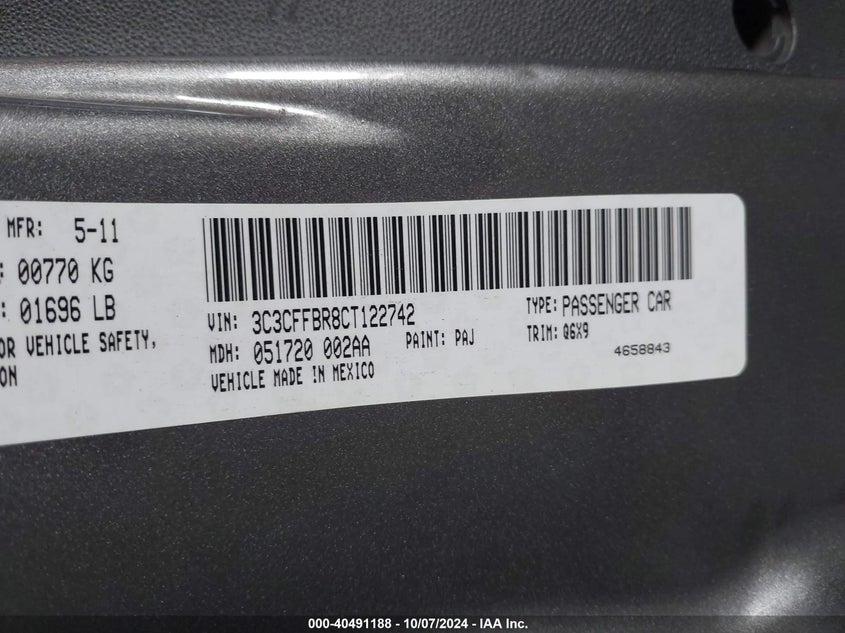 MFR: 5-11
: 00770 KG
: 01696 LB
OR VEHICLE SAFETY,
ON
VIN: 3C3CFFBR8CT122742
TYPE: PASSENGER CAR
MDH: 051720 002AA
PAINT: PAJ
TRIM: Q6X9
VEHICLE MADE IN MEXICO
4658843
000-40491188 - 10/07/2024 - IAA Inc.